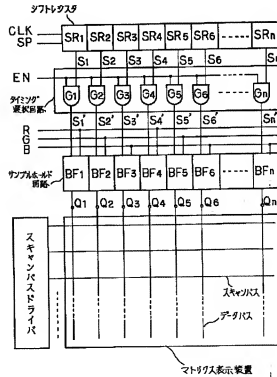 シフトレジスタ
CLK SR1 SR2 SR3 SR4 SR5 SR6 SRn
SP
S1 S2 S3 S4 S5 S6 Sn
EN
G1 G2 G3 G4 G5 G6 Gn
タイミング
選択回路
S1' S2' S3' S4' S5' S6' Sn'
R
G
B
サンプルホールド
回路
BF1 BF2 BF3 BF4 BF5 BF6 BFn
Q1 Q2 Q3 Q4 Q5 Q6 Qn
スキャンバスドライバ
スキャンバス
データバス
マトリクス表示装置